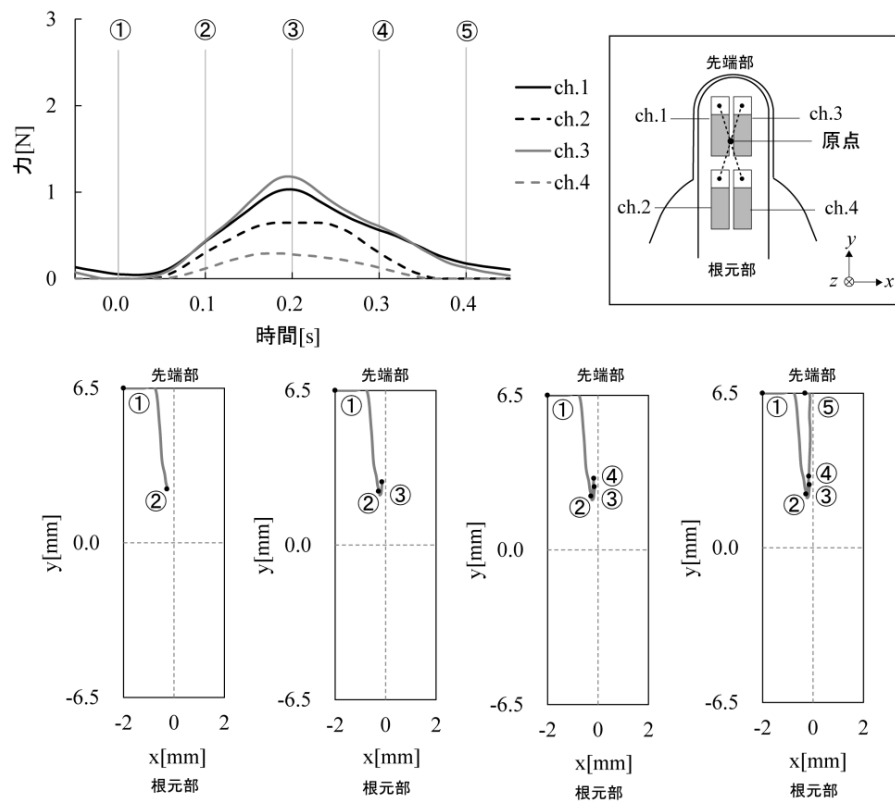 3
2
1
0
力[N]
① ② ③ ④ ⑤
0.0 0.1 0.2 0.3 0.4
時間[s]
ch.1
ch.2
ch.3
ch.4
先端部
ch.1
ch.3
原点
ch.2
ch.4
根元部
y
z
x
先端部
6.5
①
②
0.0
y[mm]
-6.5
-2 0 2
x[mm]
根元部
先端部
6.5
①
② ③
0.0
y[mm]
-6.5
-2 0 2
x[mm]
根元部
先端部
6.5
①
④
② ③
0.0
y[mm]
-6.5
-2 0 2
x[mm]
根元部
先端部
6.5
① ⑤
④
② ③
0.0
y[mm]
-6.5
-2 0 2
x[mm]
根元部